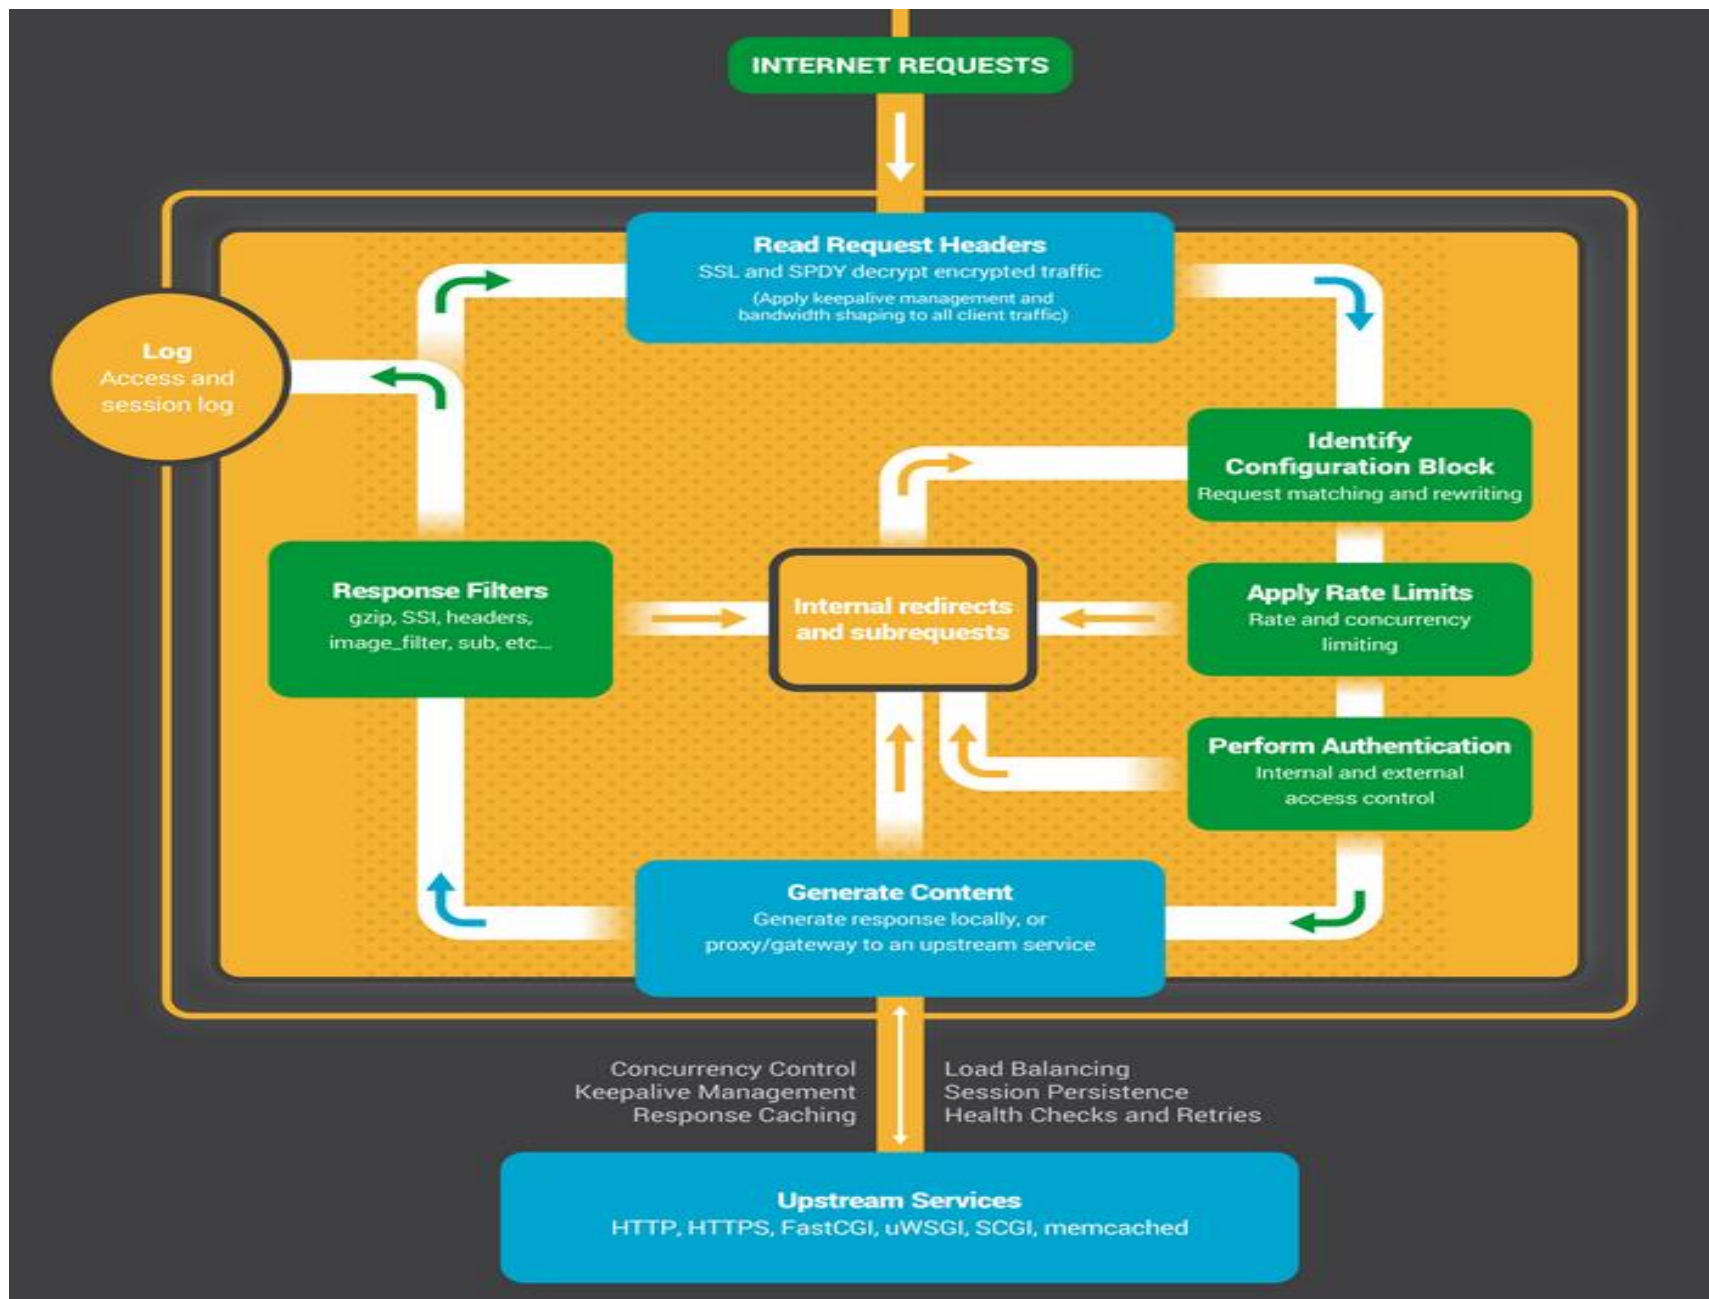 INTERNET REQUESTS
Read Request Headers
SSL and SPDY decrypt encrypted traffic
(Apply keepalive management and
bandwidth shaping to all client traffic)
Log
Access and
session log
Identify
Configuration Block
Request matching and rewriting
Response Filters
gzip, SSI, headers,
image_filter, sub, etc...
Internal redirects
and subrequests
Apply Rate Limits
Rate and concurrency
limiting
Perform Authentication
Internal and external
access control
Generate Content
Generate response locally, or
proxy/gateway to an upstream service
Concurrency Control
Keepalive Management
Response Caching
Load Balancing
Session Persistence
Health Checks and Retries
Upstream Services
HTTP, HTTPS, FastCGI, uWSGI, SCGI, memcached